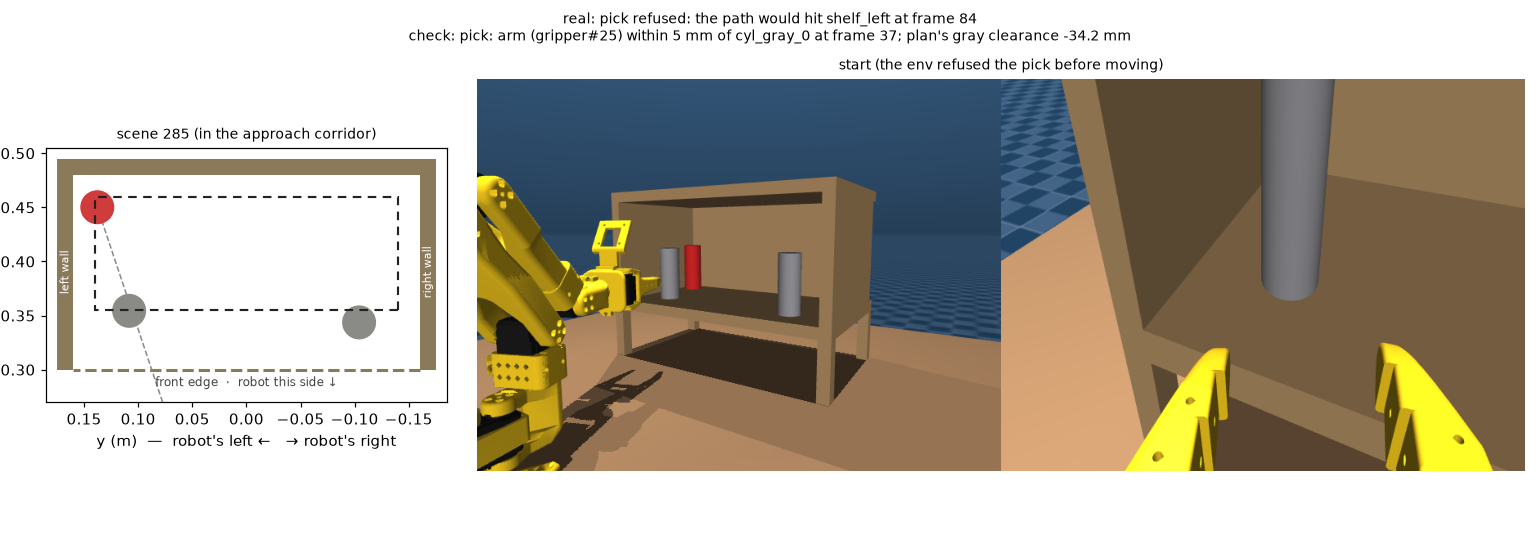 real: pick refused: the path would hit shelf_left at frame 84
check: pick: arm (gripper#25) within 5 mm of cyl_gray_0 at frame 37; plan's gray clearance -34.2 mm
start (the env refused the pick before moving)
scene 285 (in the approach corridor)
0.50
0.45
0.40
0.35
0.30
left wall
right wall
front edge · robot this side ↓
0.15 0.10 0.05 0.00 −0.05 −0.10 −0.15
y (m) — robot's left ← → robot's right